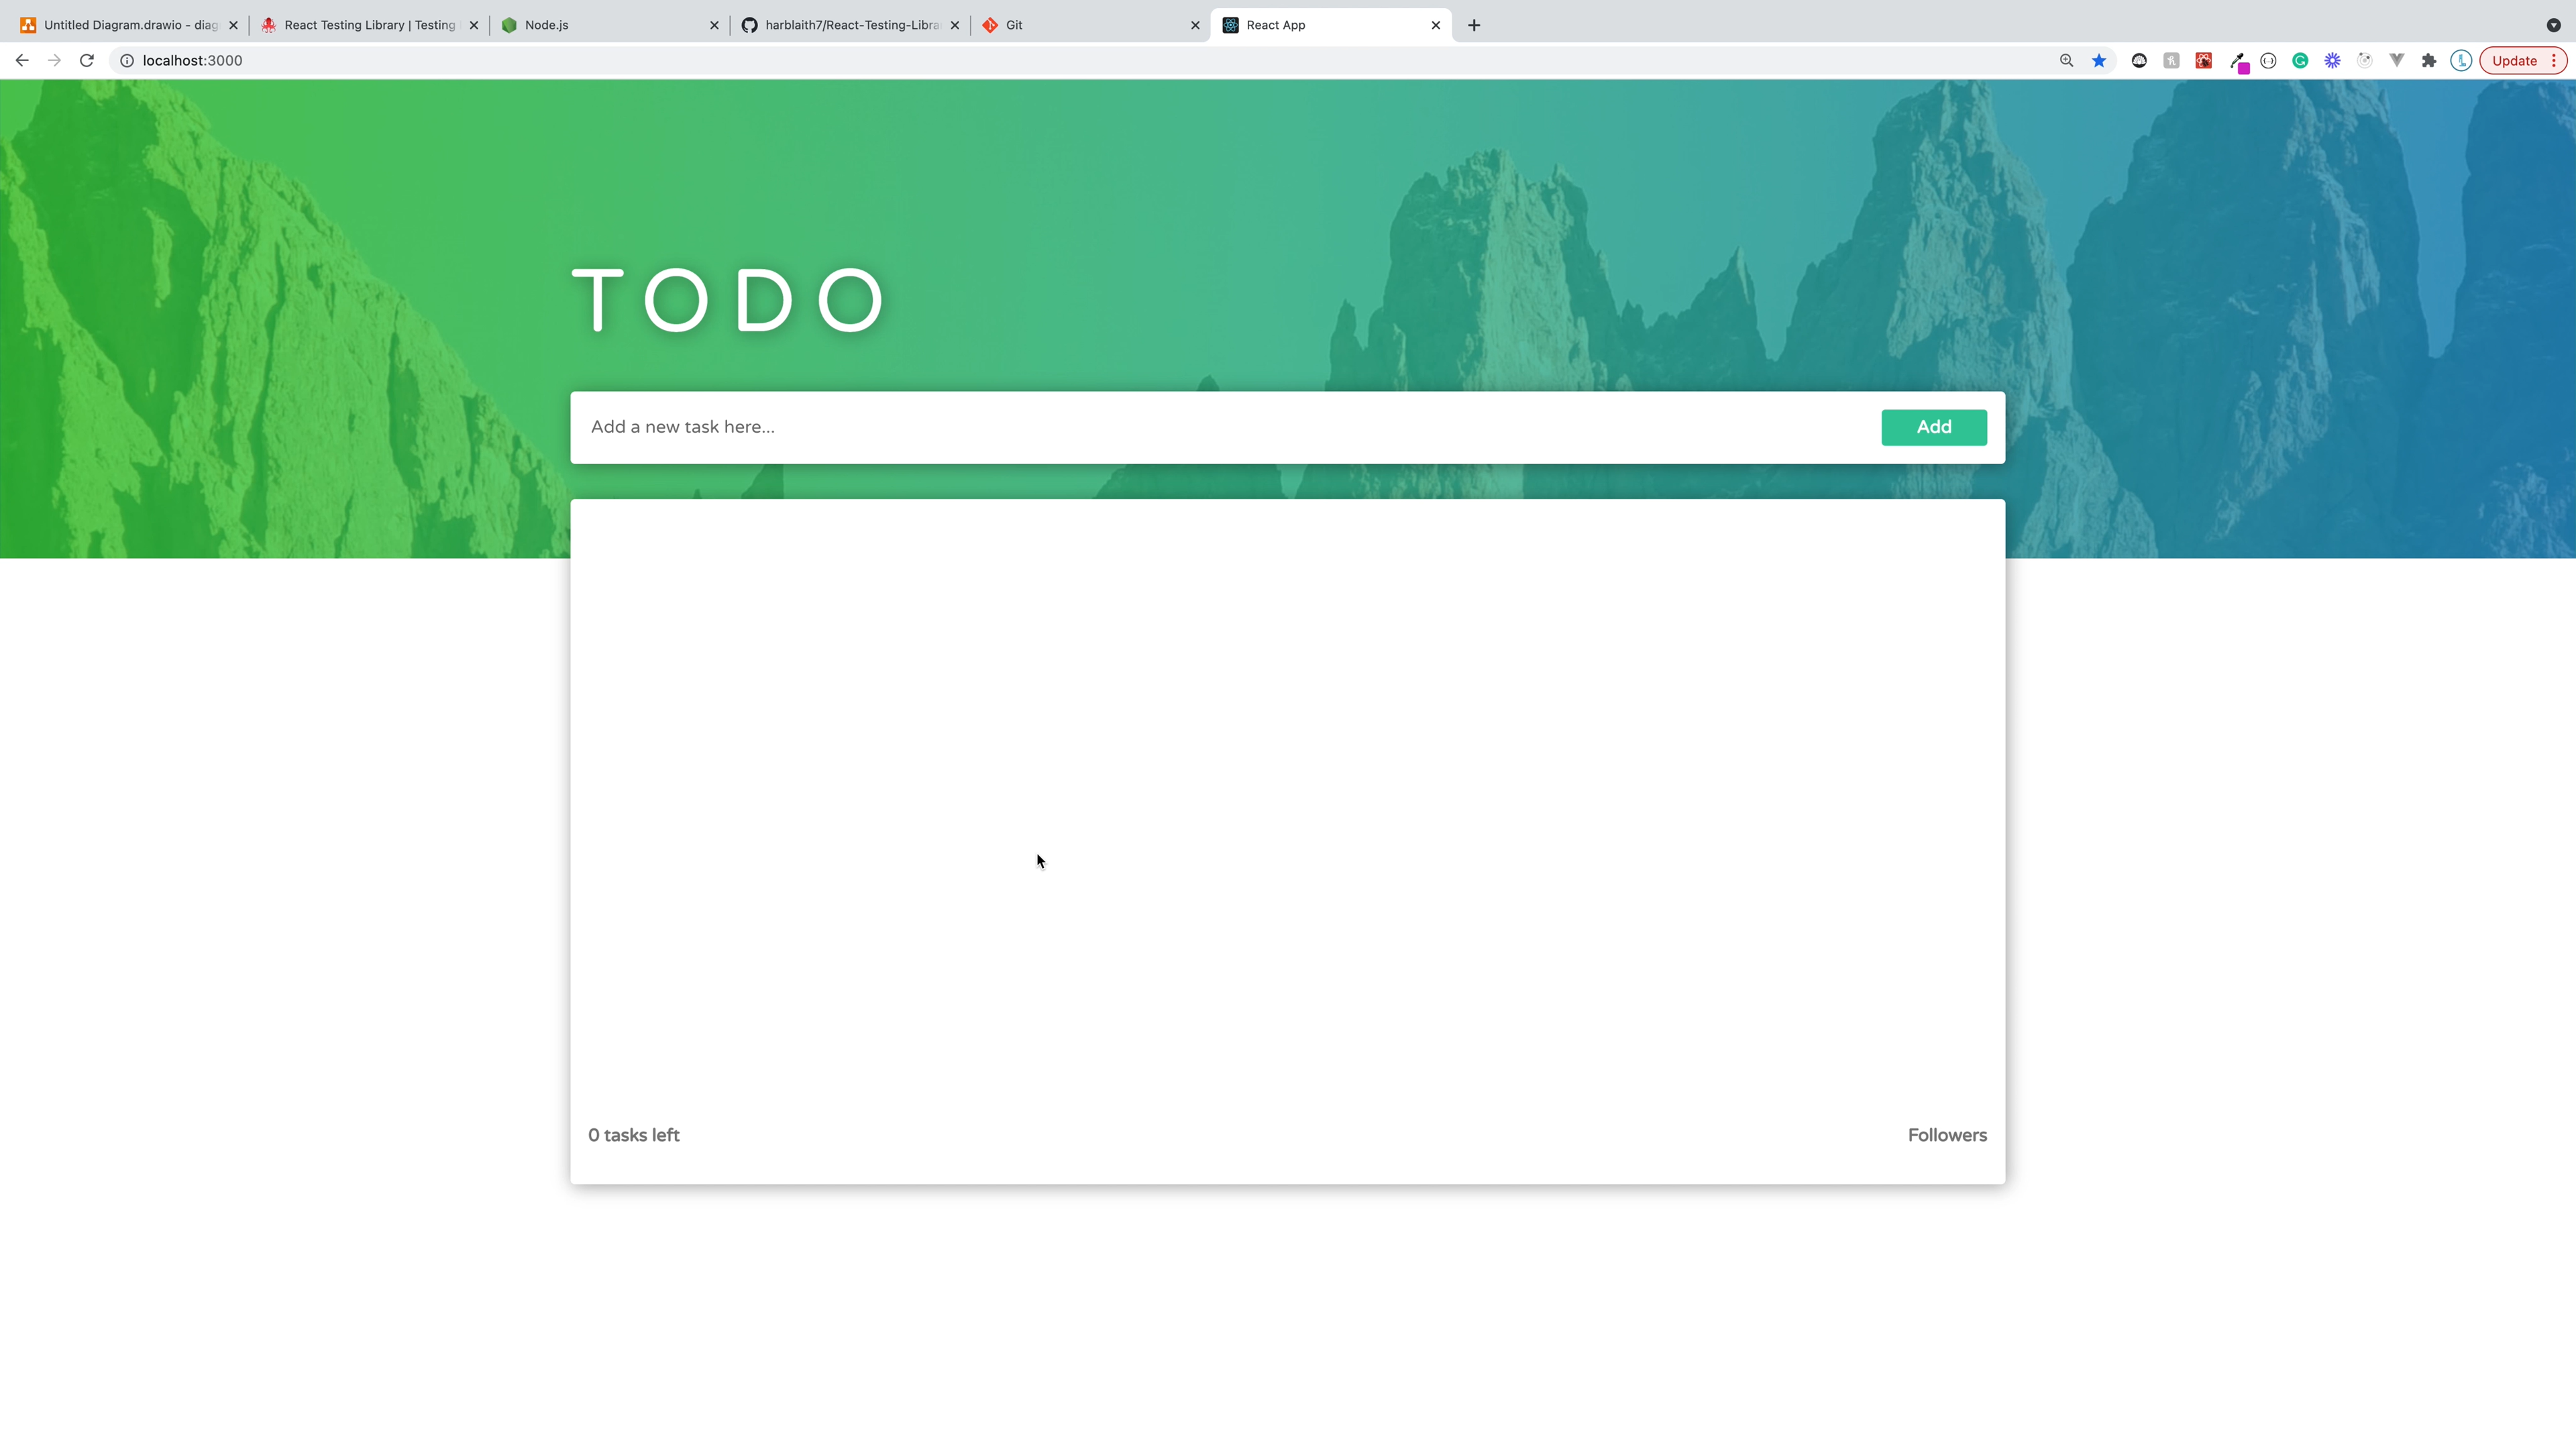 Untitled Diagram.drawio - diag
React Testing Library | Testing
Node.js
harblaith7/React-Testing-Libra
Git
React App
localhost:3000
Update
TODO
Add a new task here...
Add
0 tasks left
Followers